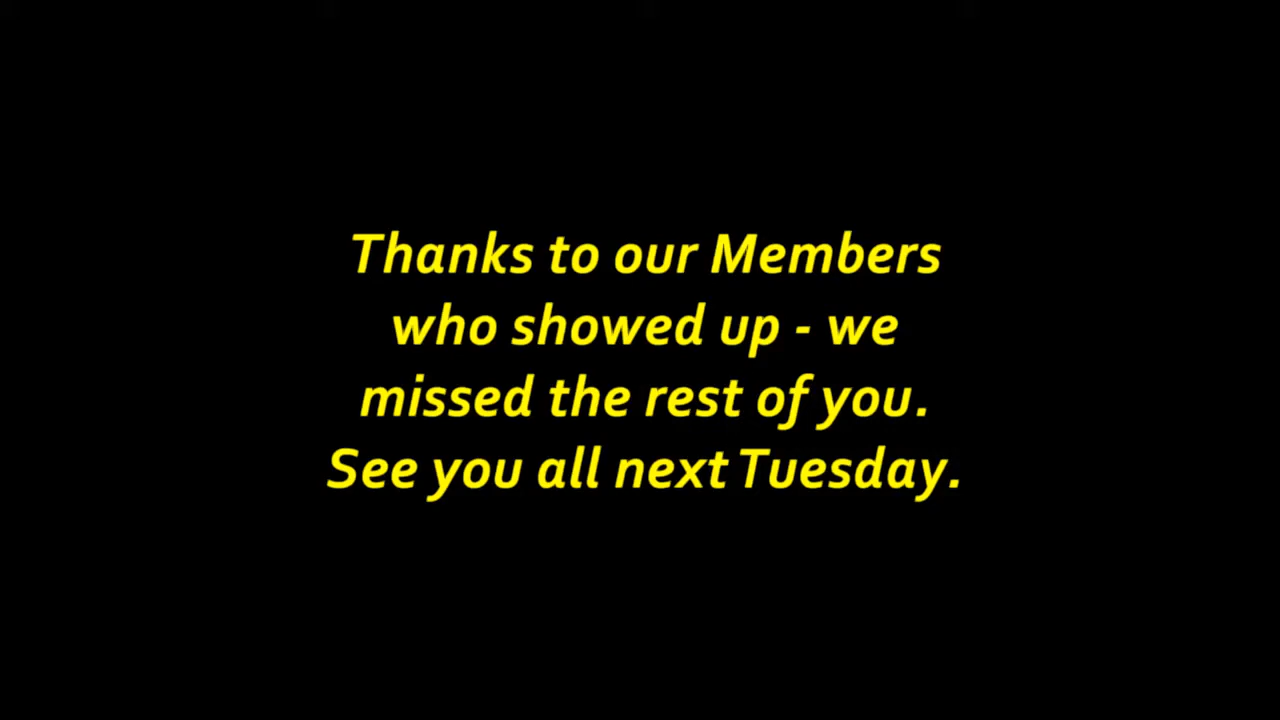 Thanks to our Members
who showed up - we
missed the rest of you.
See you all next Tuesday.